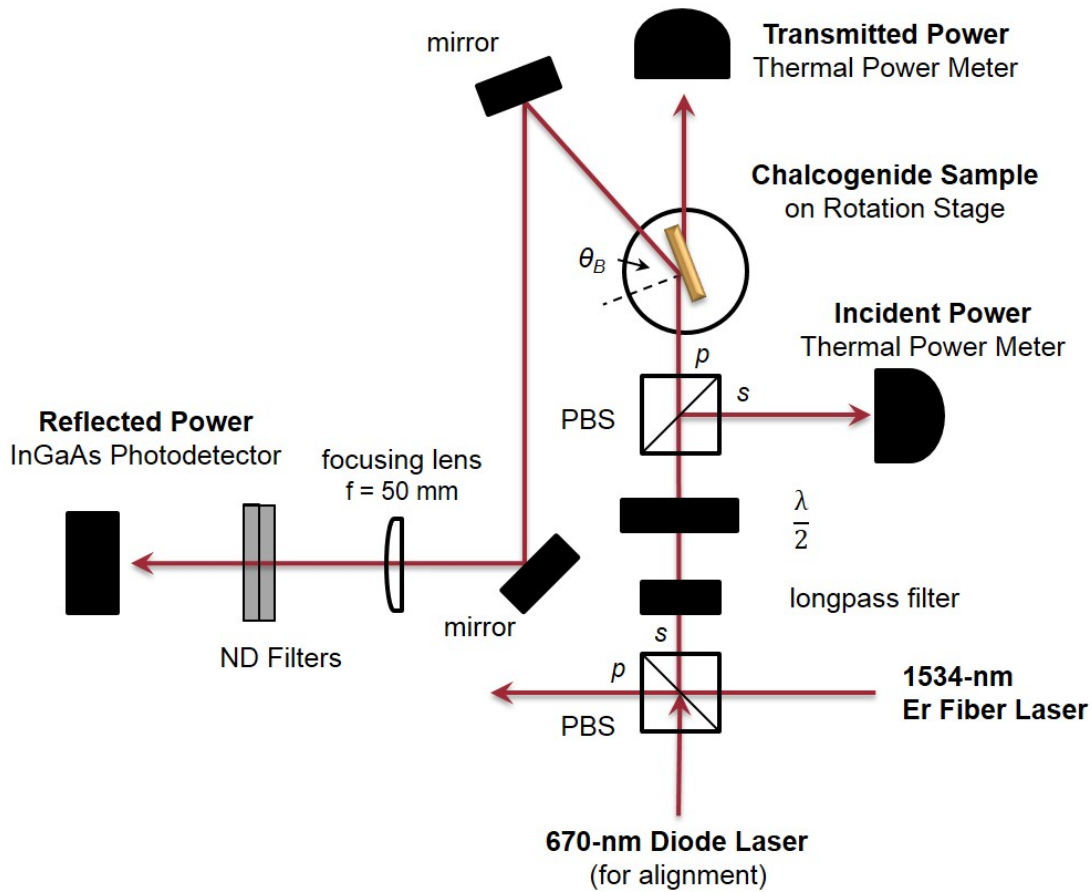 mirror
Transmitted Power
Thermal Power Meter
Chalcogenide Sample
on Rotation Stage
θB
Incident Power
Thermal Power Meter
p
s
PBS
Reflected Power
InGaAs Photodetector
focusing lens
f = 50 mm
λ
2
longpass filter
mirror
ND Filters
s
p
PBS
1534-nm
Er Fiber Laser
670-nm Diode Laser
(for alignment)